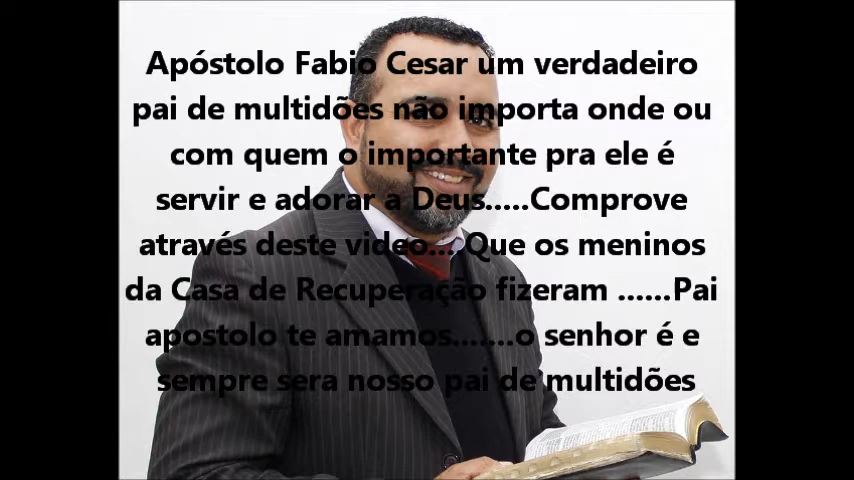 Apóstolo Fabio Cesar um verdadeiro
pai de multidões não importa onde ou
com quem o importante pra ele é
servir e adorar a Deus.....Comprove
através deste video... Que os meninos
da Casa de Recuperação fizeram ......Pai
apostolo te amamos.......o senhor é e
sempre sera nosso pai de multidões